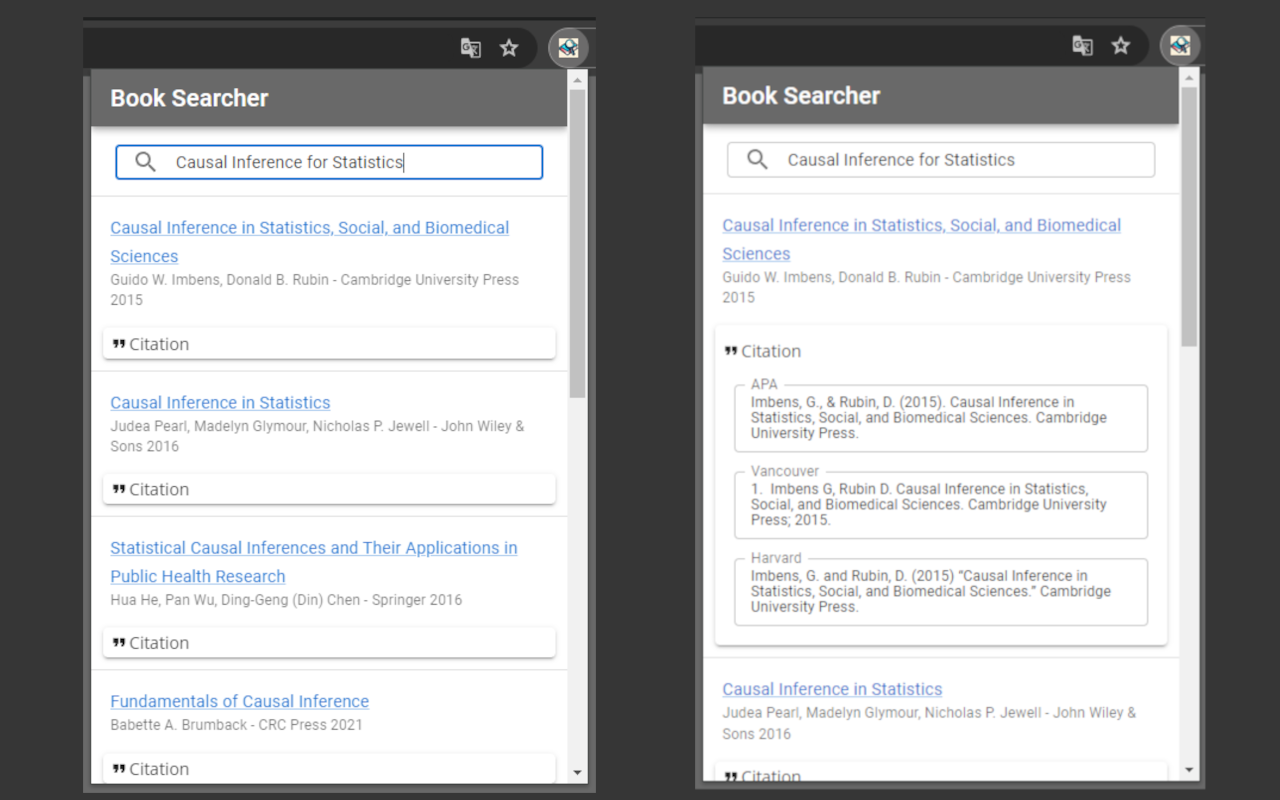 Book Searcher
Causal Inference for Statistics
Causal Inference in Statistics, Social, and Biomedical
Sciences
Guido W. Imbens, Donald B. Rubin - Cambridge University Press
2015
" Citation
Causal Inference in Statistics
Judea Pearl, Madelyn Glymour, Nicholas P. Jewell - John Wiley &
Sons 2016
" Citation
Statistical Causal Inferences and Their Applications in
Public Health Research
Hua He, Pan Wu, Ding-Geng (Din) Chen - Springer 2016
" Citation
Fundamentals of Causal Inference
Babette A. Brumback - CRC Press 2021
" Citation
Book Searcher
Causal Inference for Statistics
Causal Inference in Statistics, Social, and Biomedical
Sciences
Guido W. Imbens, Donald B. Rubin - Cambridge University Press
2015
" Citation
APA
Imbens, G., & Rubin, D. (2015). Causal Inference in
Statistics, Social, and Biomedical Sciences. Cambridge
University Press.
Vancouver
1. Imbens G, Rubin D. Causal Inference in Statistics,
Social, and Biomedical Sciences. Cambridge University
Press; 2015.
Harvard
Imbens, G. and Rubin, D. (2015) “Causal Inference in
Statistics, Social, and Biomedical Sciences.” Cambridge
University Press.
Causal Inference in Statistics
Judea Pearl, Madelyn Glymour, Nicholas P. Jewell - John Wiley &
Sons 2016
" Citation